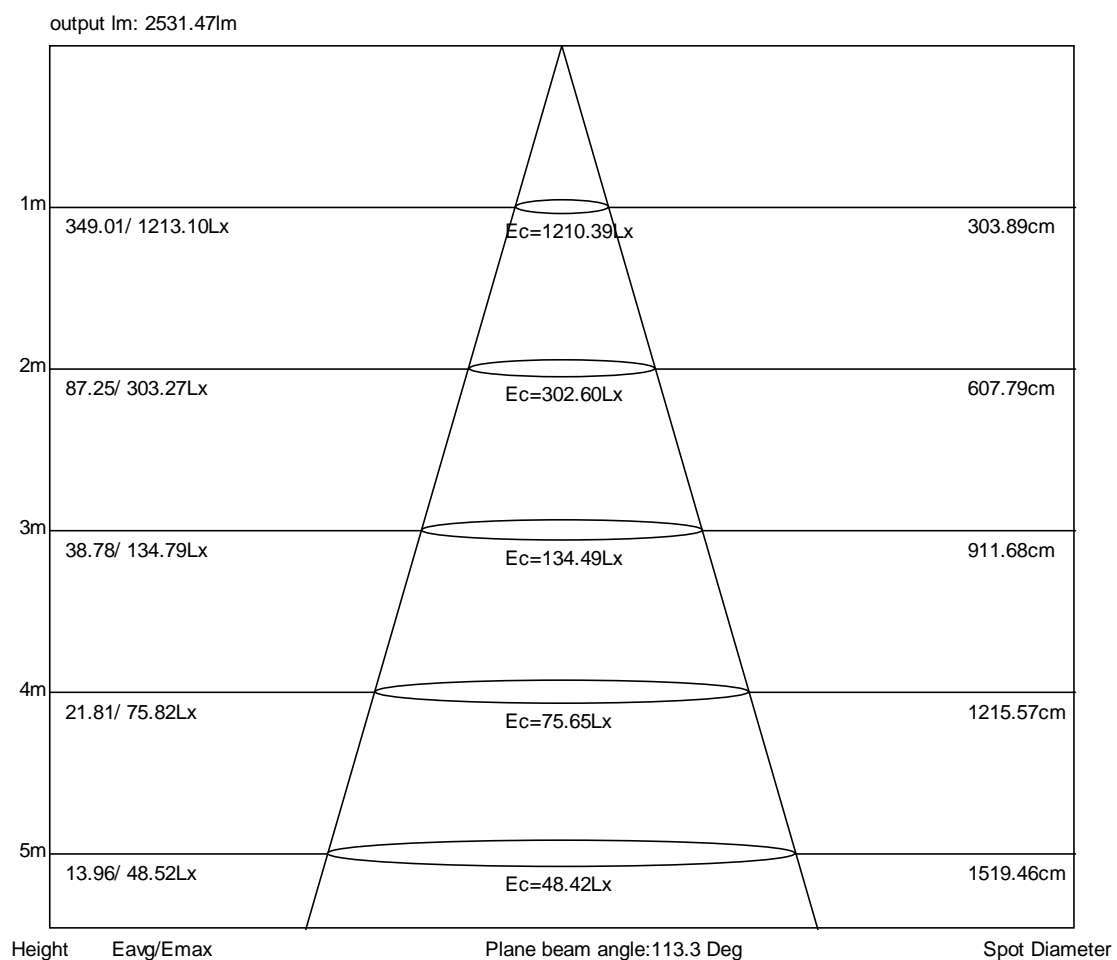 output lm: 2531.47lm
1m
349.01/ 1213.10Lx
Ec=1210.39Lx
303.89cm
2m
87.25/ 303.27Lx
Ec=302.60Lx
607.79cm
3m
38.78/ 134.79Lx
Ec=134.49Lx
911.68cm
4m
21.81/ 75.82Lx
Ec=75.65Lx
1215.57cm
5m
13.96/ 48.52Lx
Ec=48.42Lx
1519.46cm
Height Eavg/Emax Plane beam angle:113.3 Deg Spot Diameter